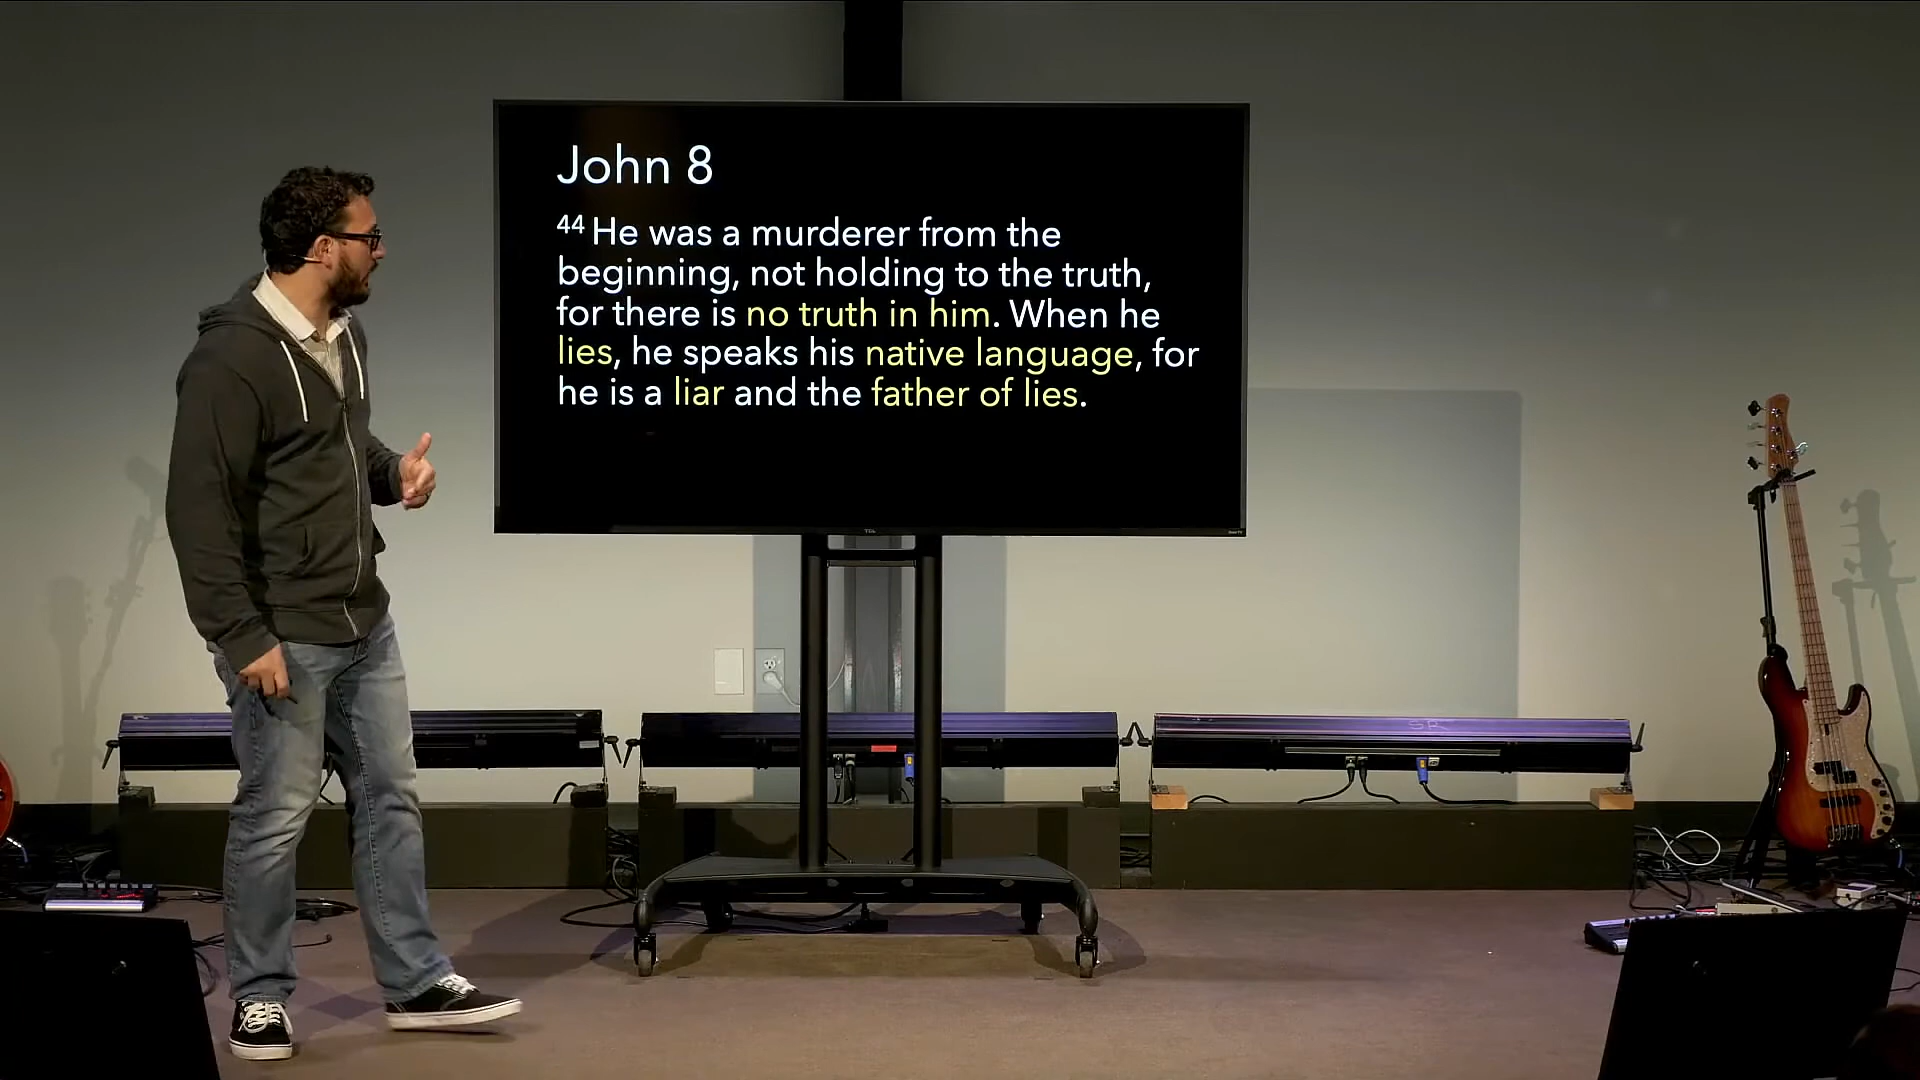 John 8
44 He was a murderer from the
beginning, not holding to the truth,
for there is no truth in him. When he
lies, he speaks his native language, for
he is a liar and the father of lies.
TCL
SR